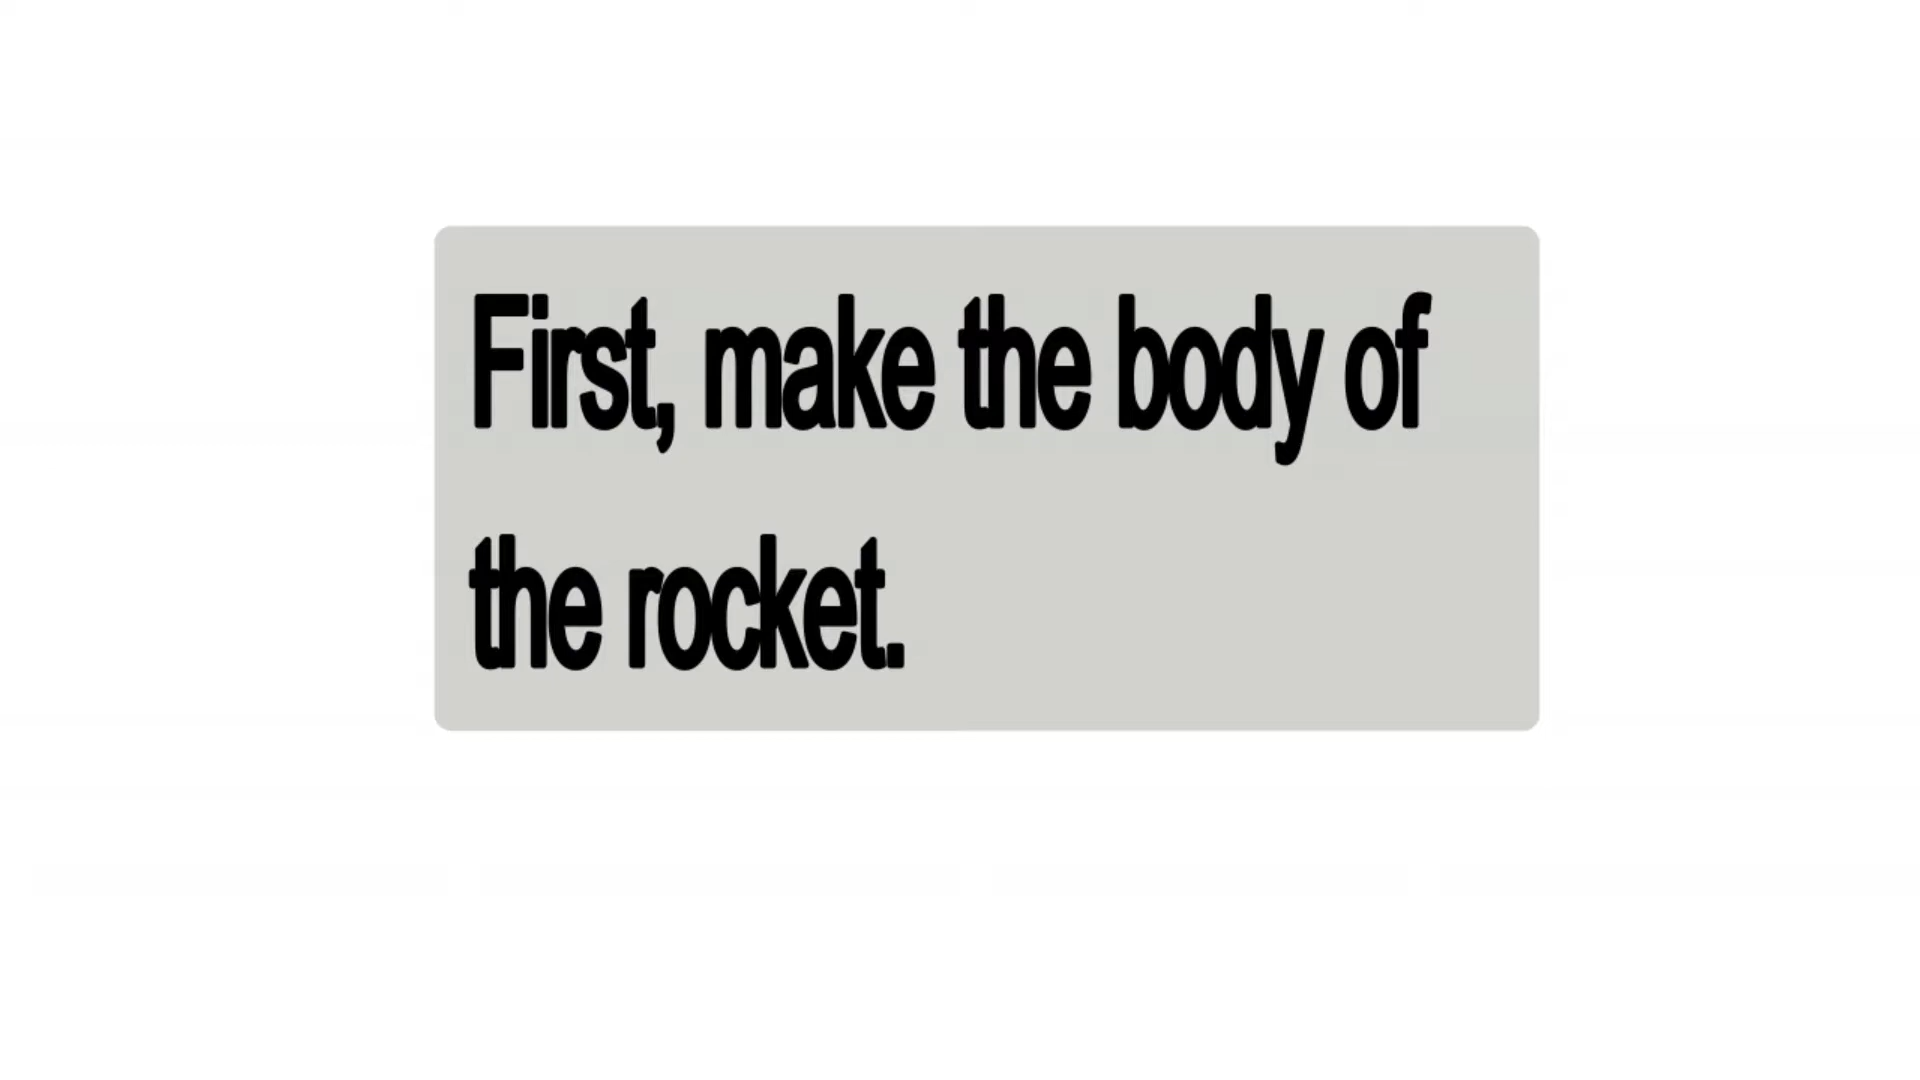 First, make the body of
the rocket.